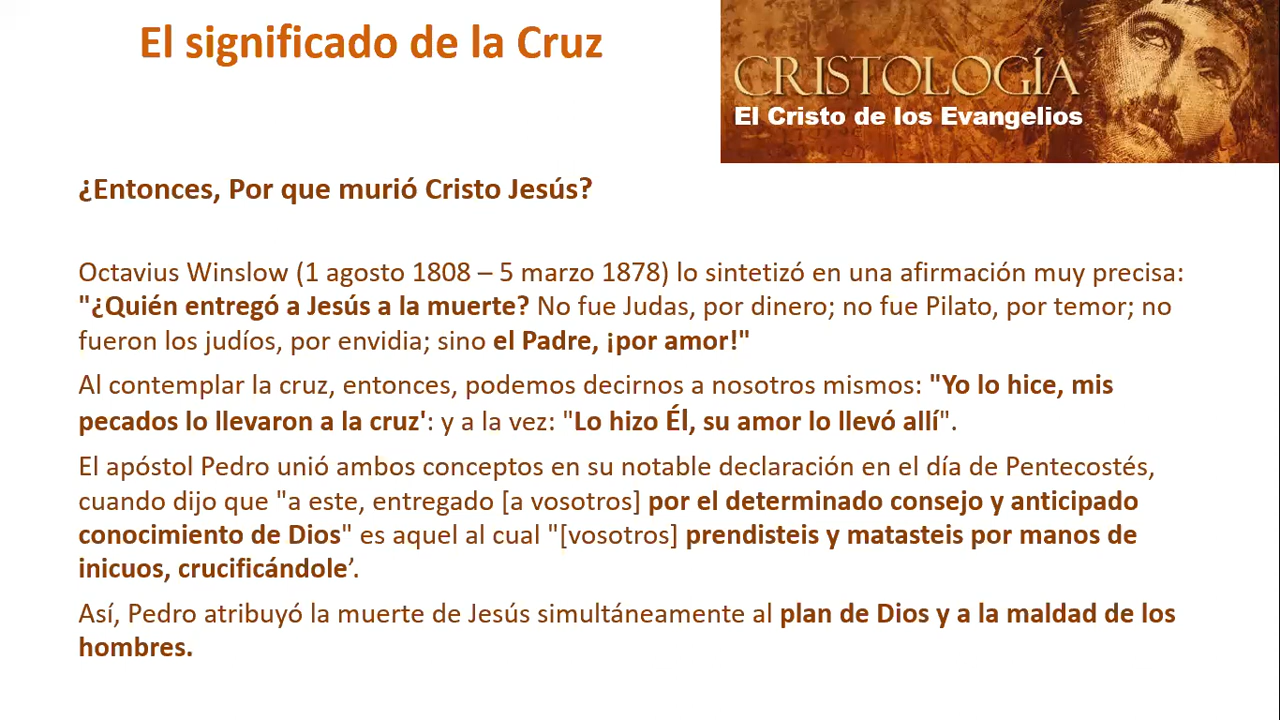 El significado de la Cruz
CRISTOLOGÍA
El Cristo de los Evangelios
¿Entonces, Por que murió Cristo Jesús?
Octavius Winslow (1 agosto 1808 – 5 marzo 1878) lo sintetizó en una afirmación muy precisa:
"¿Quién entregó a Jesús a la muerte? No fue Judas, por dinero; no fue Pilato, por temor; no
fueron los judíos, por envidia; sino el Padre, ¡por amor!"
Al contemplar la cruz, entonces, podemos decirnos a nosotros mismos: "Yo lo hice, mis
pecados lo llevaron a la cruz': y a la vez: "Lo hizo Él, su amor lo llevó allí".
El apóstol Pedro unió ambos conceptos en su notable declaración en el día de Pentecostés,
cuando dijo que "a este, entregado [a vosotros] por el determinado consejo y anticipado
conocimiento de Dios" es aquel al cual "[vosotros] prendisteis y matasteis por manos de
inicuos, crucificándole’.
Así, Pedro atribuyó la muerte de Jesús simultáneamente al plan de Dios y a la maldad de los
hombres.